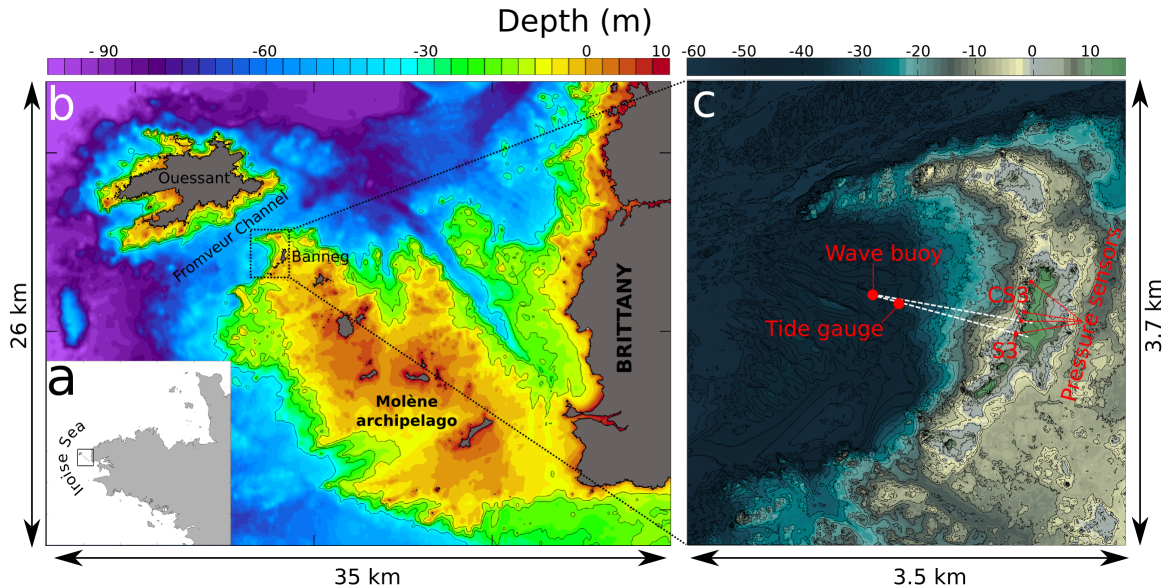 Depth (m)
- 90
-60
-30
0
10
-60
-50
-40
-30
-20
-10
0
10
b
Ouessant
Fromveur Channel
Banneg
BRITTANY
Molène
archipelago
a
Iroise Sea
26 km
35 km
c
Wave buoy
Tide gauge
CS3
Pressure sensors
3.7 km
3.5 km